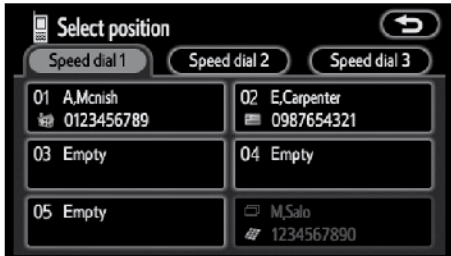 Select position
Speed dial 1 Speed dial 2 Speed dial 3
01 A,Mcnish
0123456789
02 E,Carpenter
0987654321
03 Empty
04 Empty
05 Empty
M,Salo
1234567890